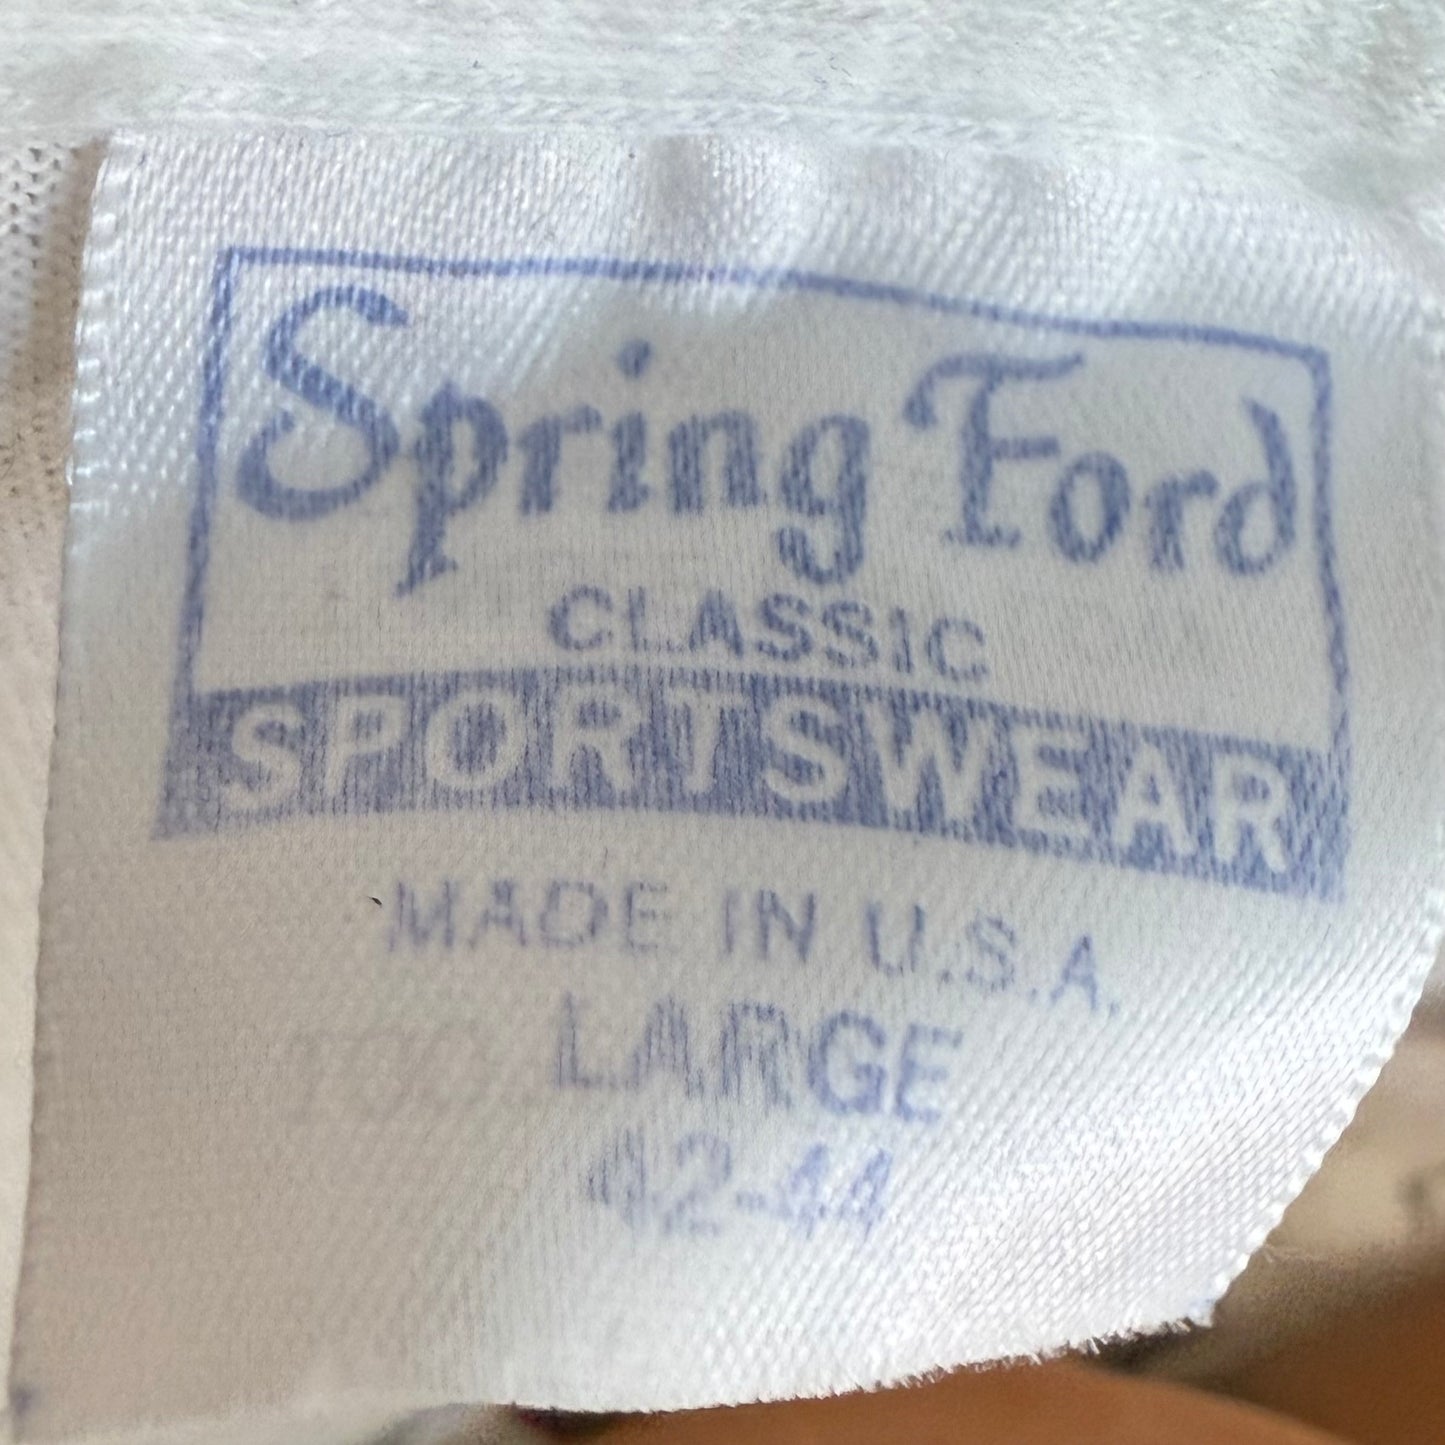 Spring Ford
CLASSIC
SPORTSWEAR
MADE IN U.S.A.
LARGE
42-44